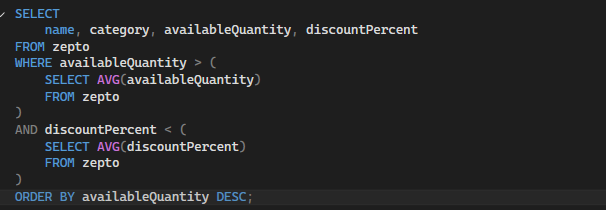 SELECT
    name, category, availableQuantity, discountPercent
FROM zepto
WHERE availableQuantity > (
    SELECT AVG(availableQuantity)
    FROM zepto
)
AND discountPercent < (
    SELECT AVG(discountPercent)
    FROM zepto
)
ORDER BY availableQuantity DESC;